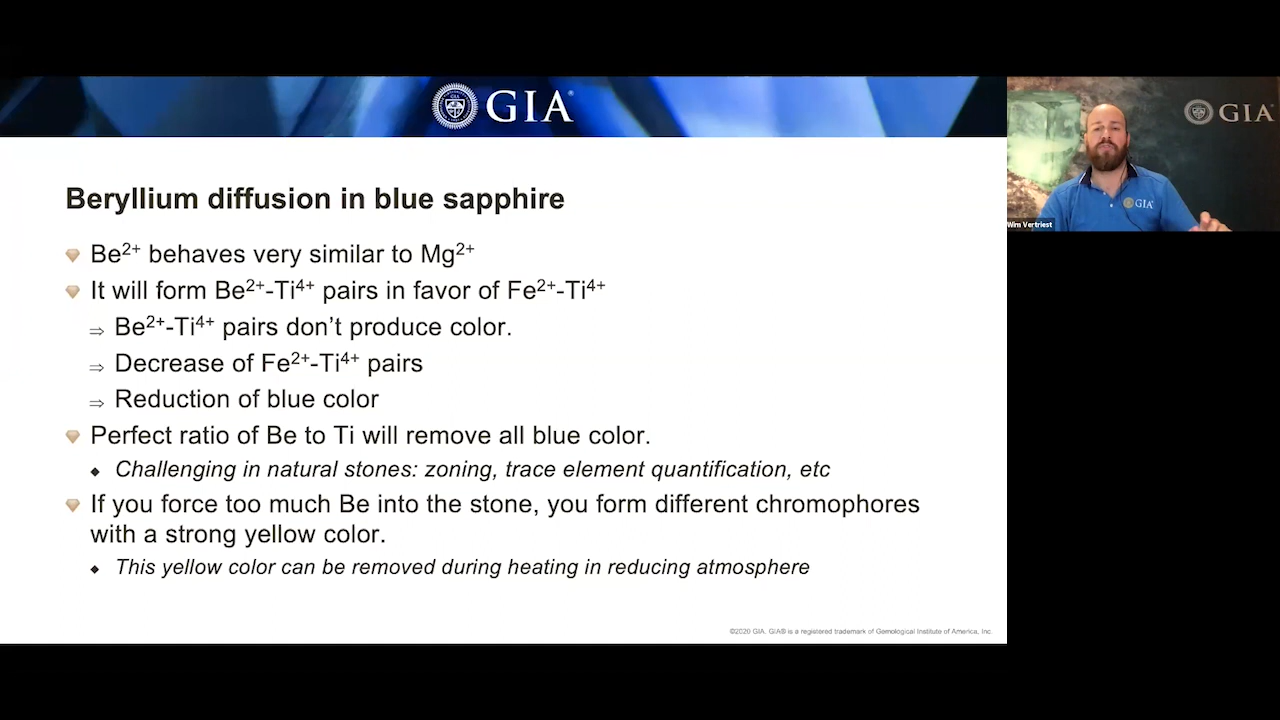 GIA®
Beryllium diffusion in blue sapphire
Be²⁺ behaves very similar to Mg²⁺
It will form Be²⁺-Ti⁴⁺ pairs in favor of Fe²⁺-Ti⁴⁺
⇒ Be²⁺-Ti⁴⁺ pairs don’t produce color.
⇒ Decrease of Fe²⁺-Ti⁴⁺ pairs
⇒ Reduction of blue color
Perfect ratio of Be to Ti will remove all blue color.
◆ Challenging in natural stones: zoning, trace element quantification, etc
If you force too much Be into the stone, you form different chromophores
with a strong yellow color.
◆ This yellow color can be removed during heating in reducing atmosphere
©2020 GIA. GIA® is a registered trademark of Gemological Institute of America, Inc
GIA
GIA
Wim Vertriest